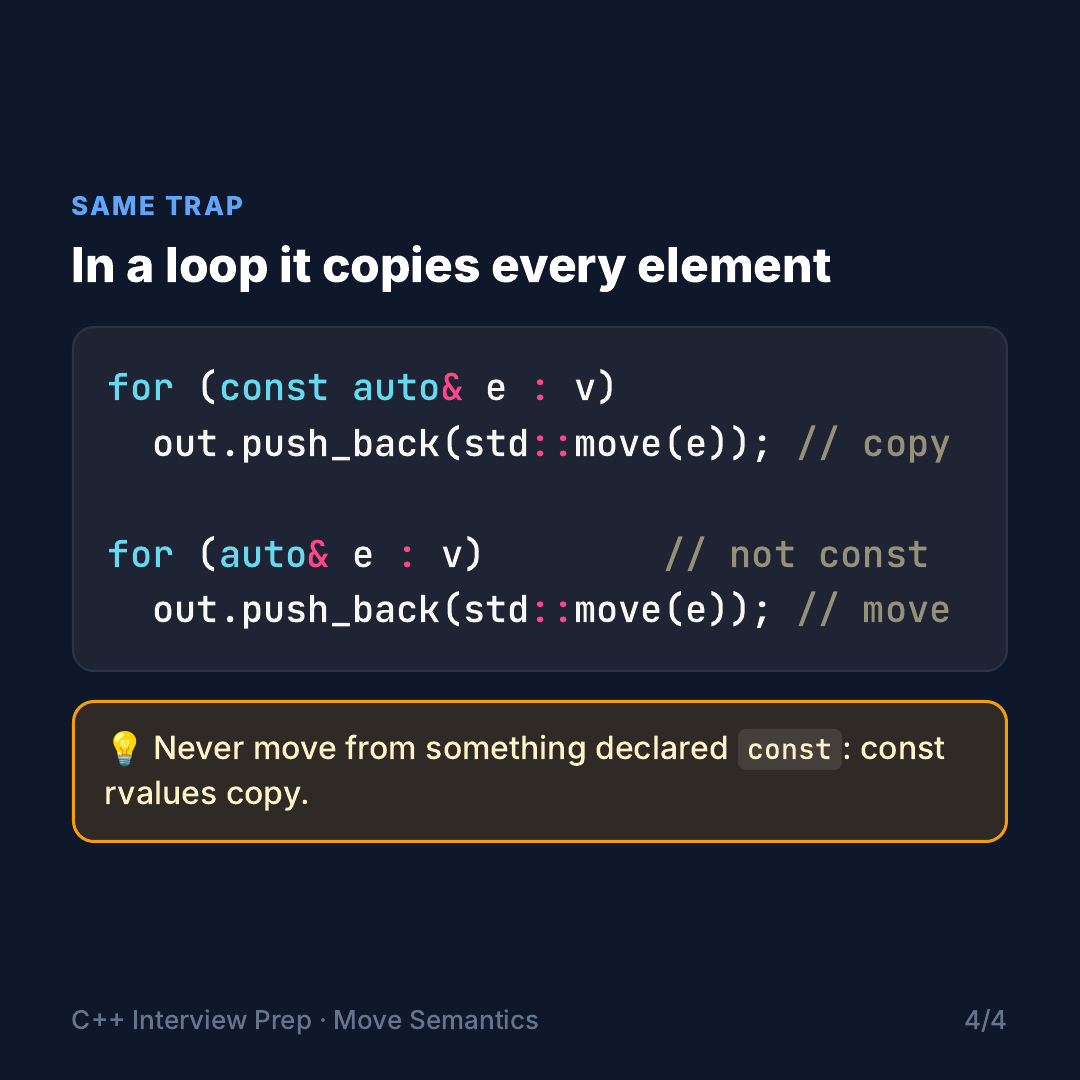 SAME TRAP
In a loop it copies every element
for (const auto& e : v)
  out.push_back(std::move(e)); // copy
for (auto& e : v)        // not const
  out.push_back(std::move(e)); // move
💡 Never move from something declared const: const
rvalues copy.
C++ Interview Prep · Move Semantics
4/4